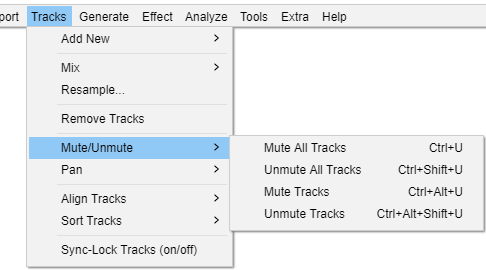 port Tracks Generate Effect Analyze Tools Extra Help
Add New
Mix
Resample...
Remove Tracks
Mute/Unmute
Pan
Align Tracks
Sort Tracks
Sync-Lock Tracks (on/off)
Mute All Tracks Ctrl+U
Unmute All Tracks Ctrl+Shift+U
Mute Tracks Ctrl+Alt+U
Unmute Tracks Ctrl+Alt+Shift+U